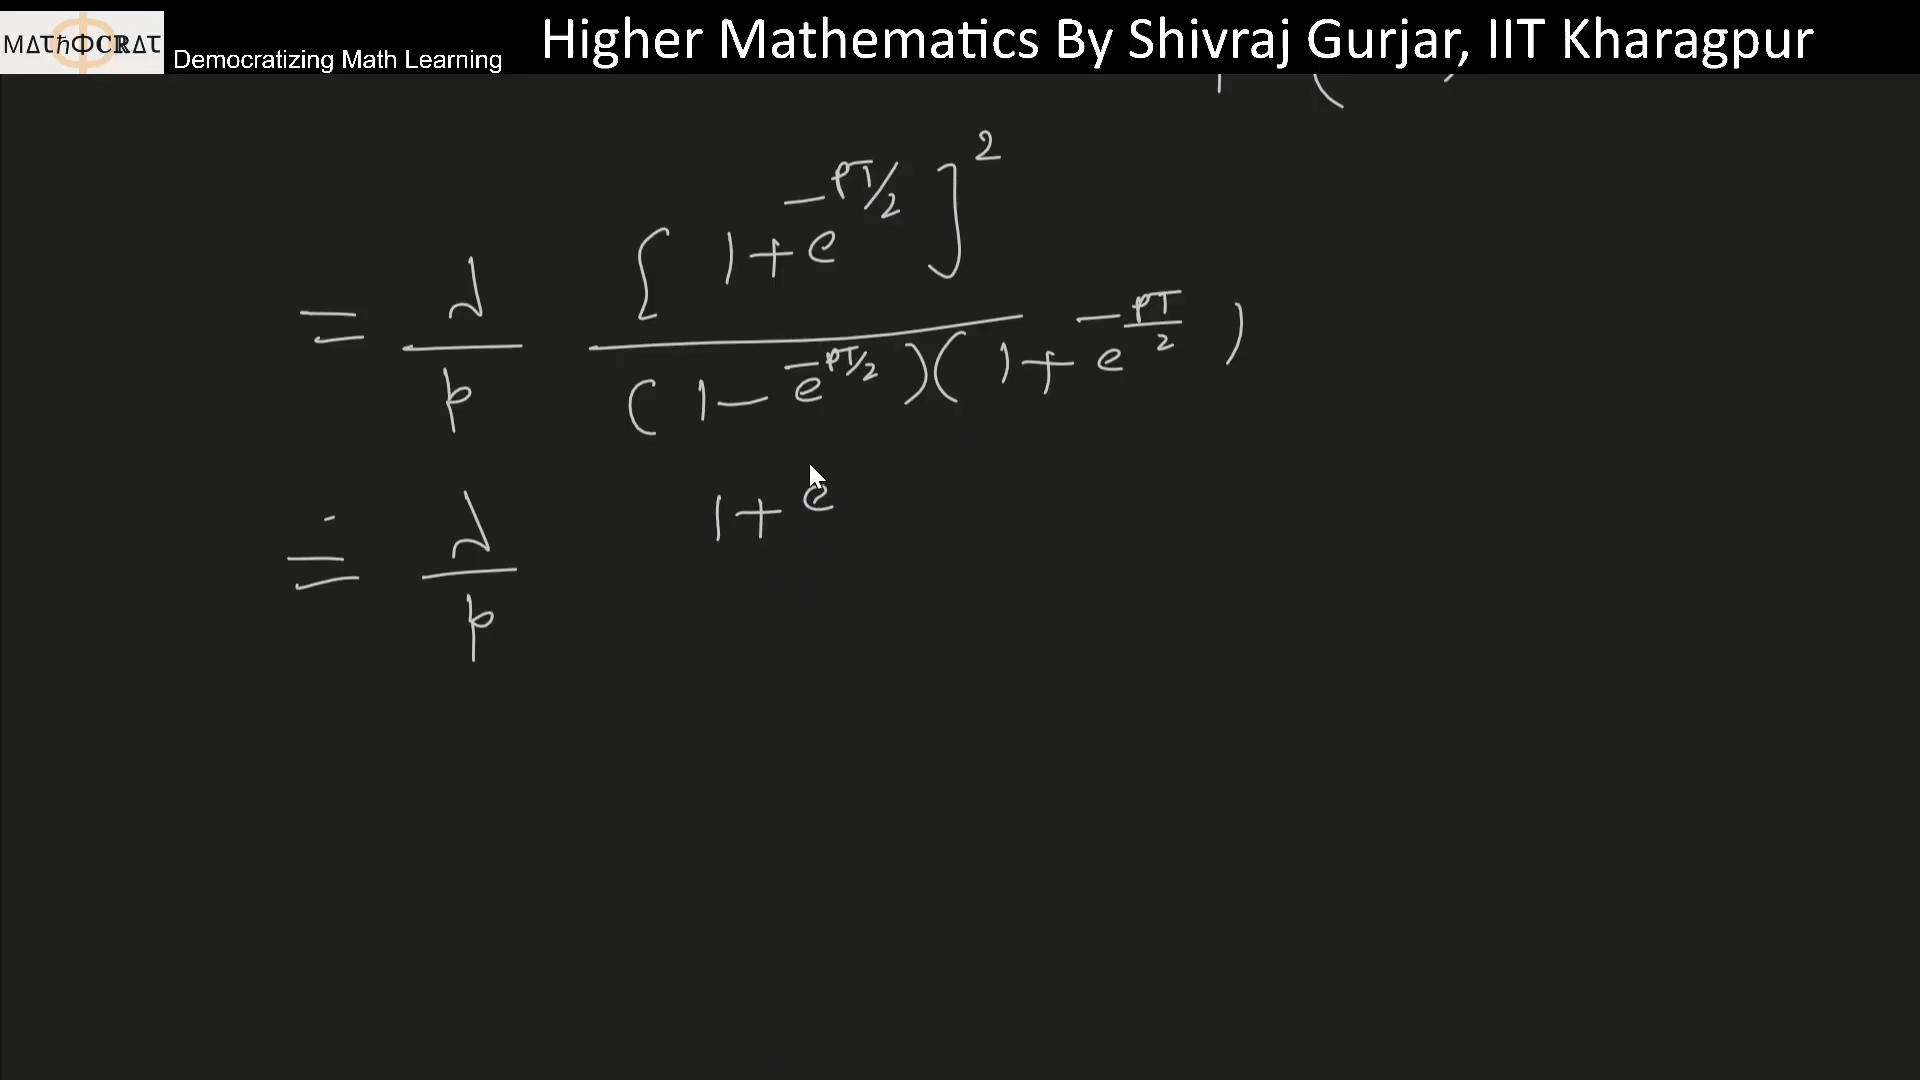 MΔTℏΦCℝΔT
Democratizing Math Learning
Higher Mathematics By Shivraj Gurjar, IIT Kharagpur
= λ/p [1+e^{-pT/2}]^2 / (1-e^{-pT/2})(1+e^{-pT/2})
= λ/p 1+e